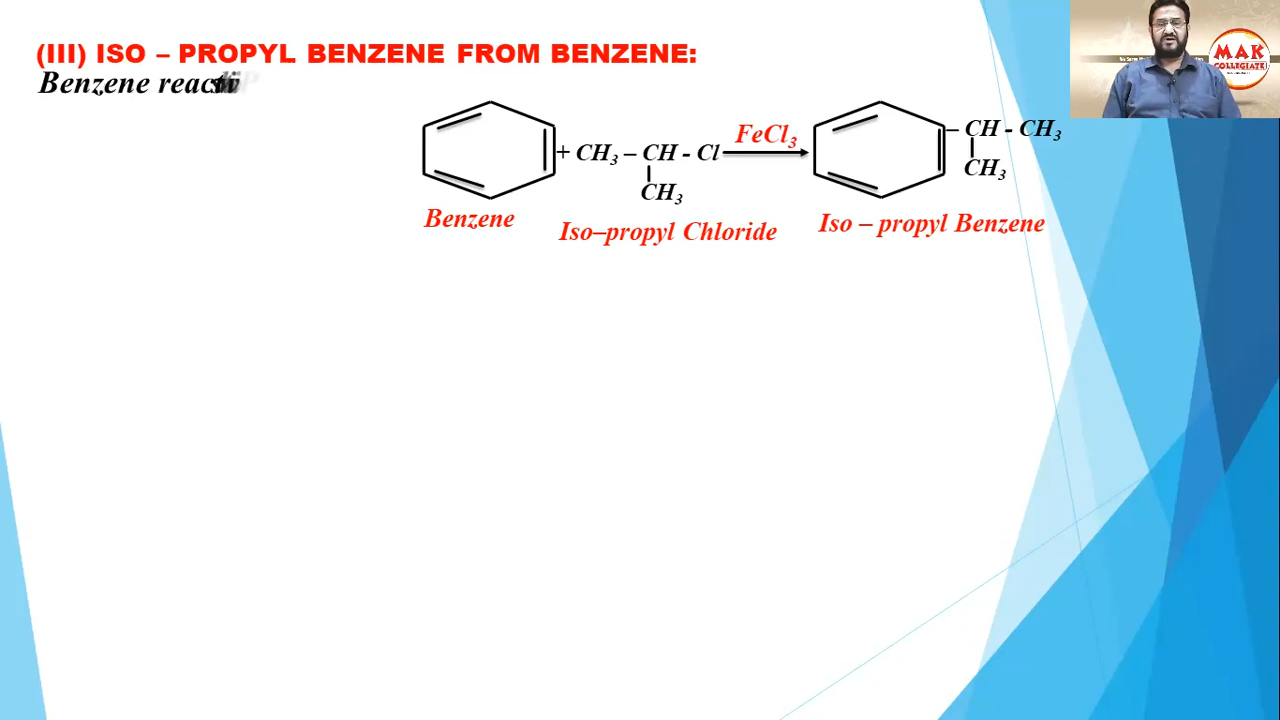 (III) ISO – PROPYL BENZENE FROM BENZENE:
Benzene
FeCl3
+ CH3 – CH - Cl
CH3
– CH - CH3
CH3
Benzene
Iso–propyl Chloride
Iso – propyl Benzene
MAK
COLLEGIATE